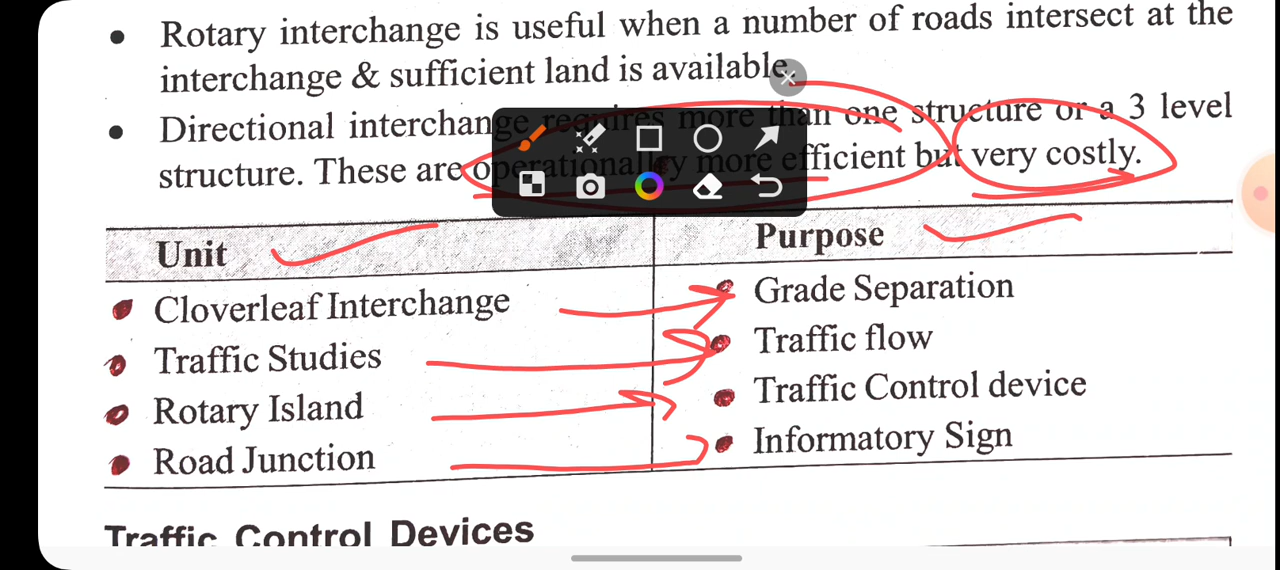 • Rotary interchange is useful when a number of roads intersect at the
interchange & sufficient land is available.
• Directional interchange requires more than one structure or a 3 level
structure. These are operationally more efficient but very costly.
Unit Purpose
Cloverleaf Interchange Grade Separation
Traffic Studies Traffic flow
Rotary Island Traffic Control device
Road Junction Informatory Sign
Traffic Control Devices